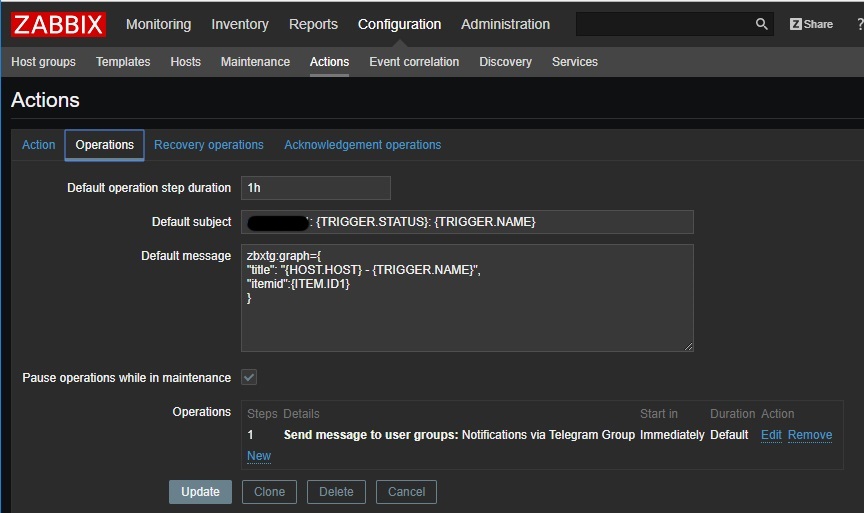 ZABBIX Monitoring Inventory Reports Configuration Administration Z Share ?
Host groups Templates Hosts Maintenance Actions Event correlation Discovery Services
Actions
Action Operations Recovery operations Acknowledgement operations
Default operation step duration 1h
Default subject : {TRIGGER.STATUS}: {TRIGGER.NAME}
Default message zbxtg:graph={
"title": "{HOST.HOST} - {TRIGGER.NAME}",
"itemid":{ITEM.ID1}
}
Pause operations while in maintenance
Operations Steps Details Start in Duration Action
1 Send message to user groups: Notifications via Telegram Group Immediately Default Edit Remove
New
Update Clone Delete Cancel